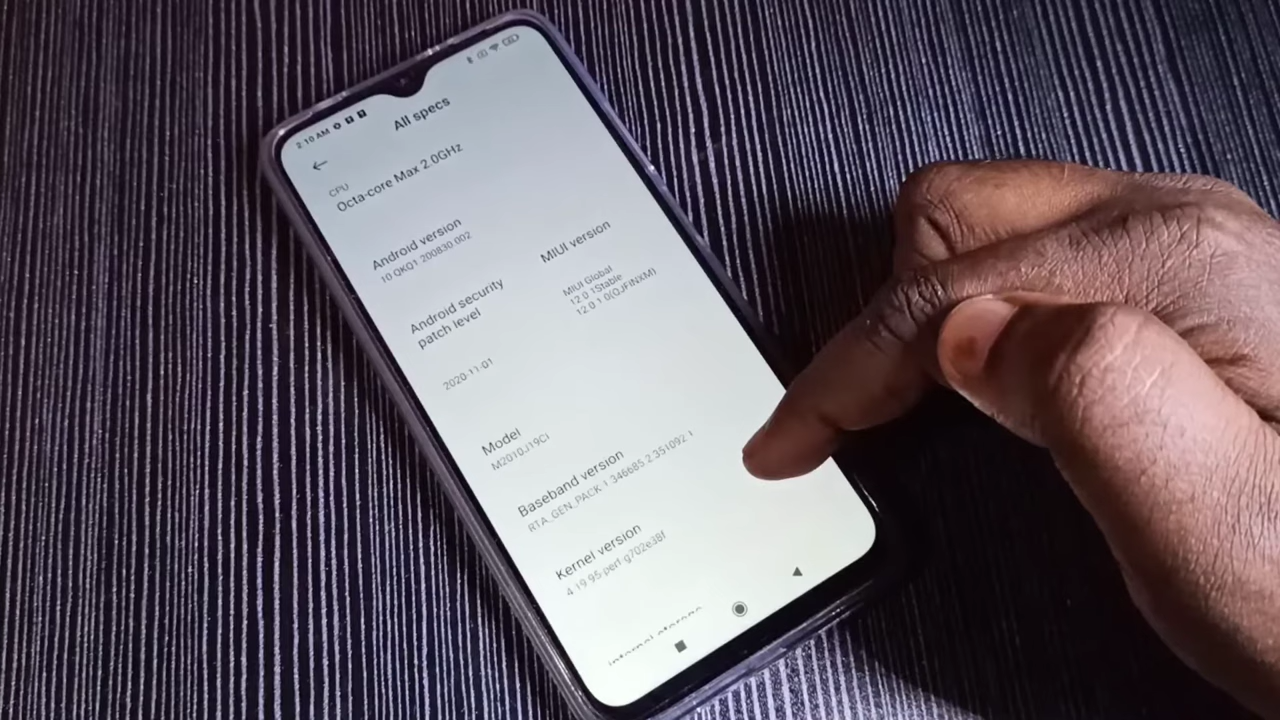 2:10 AM
All specs
CPU
Octa-core Max 2.0GHz
Android version
10 QKQ1 200830 002
Android security
patch level
2020-11-01
MIUI version
MIUI Global
12 0 1Stable
12 0 1 0(QJFINXM)
Model
M2010J19CI
Baseband version
RTA_GEN_PACK 1 346685 2 351092 1
Kernel version
4 19 95-perf-g702e38f
Internal storage